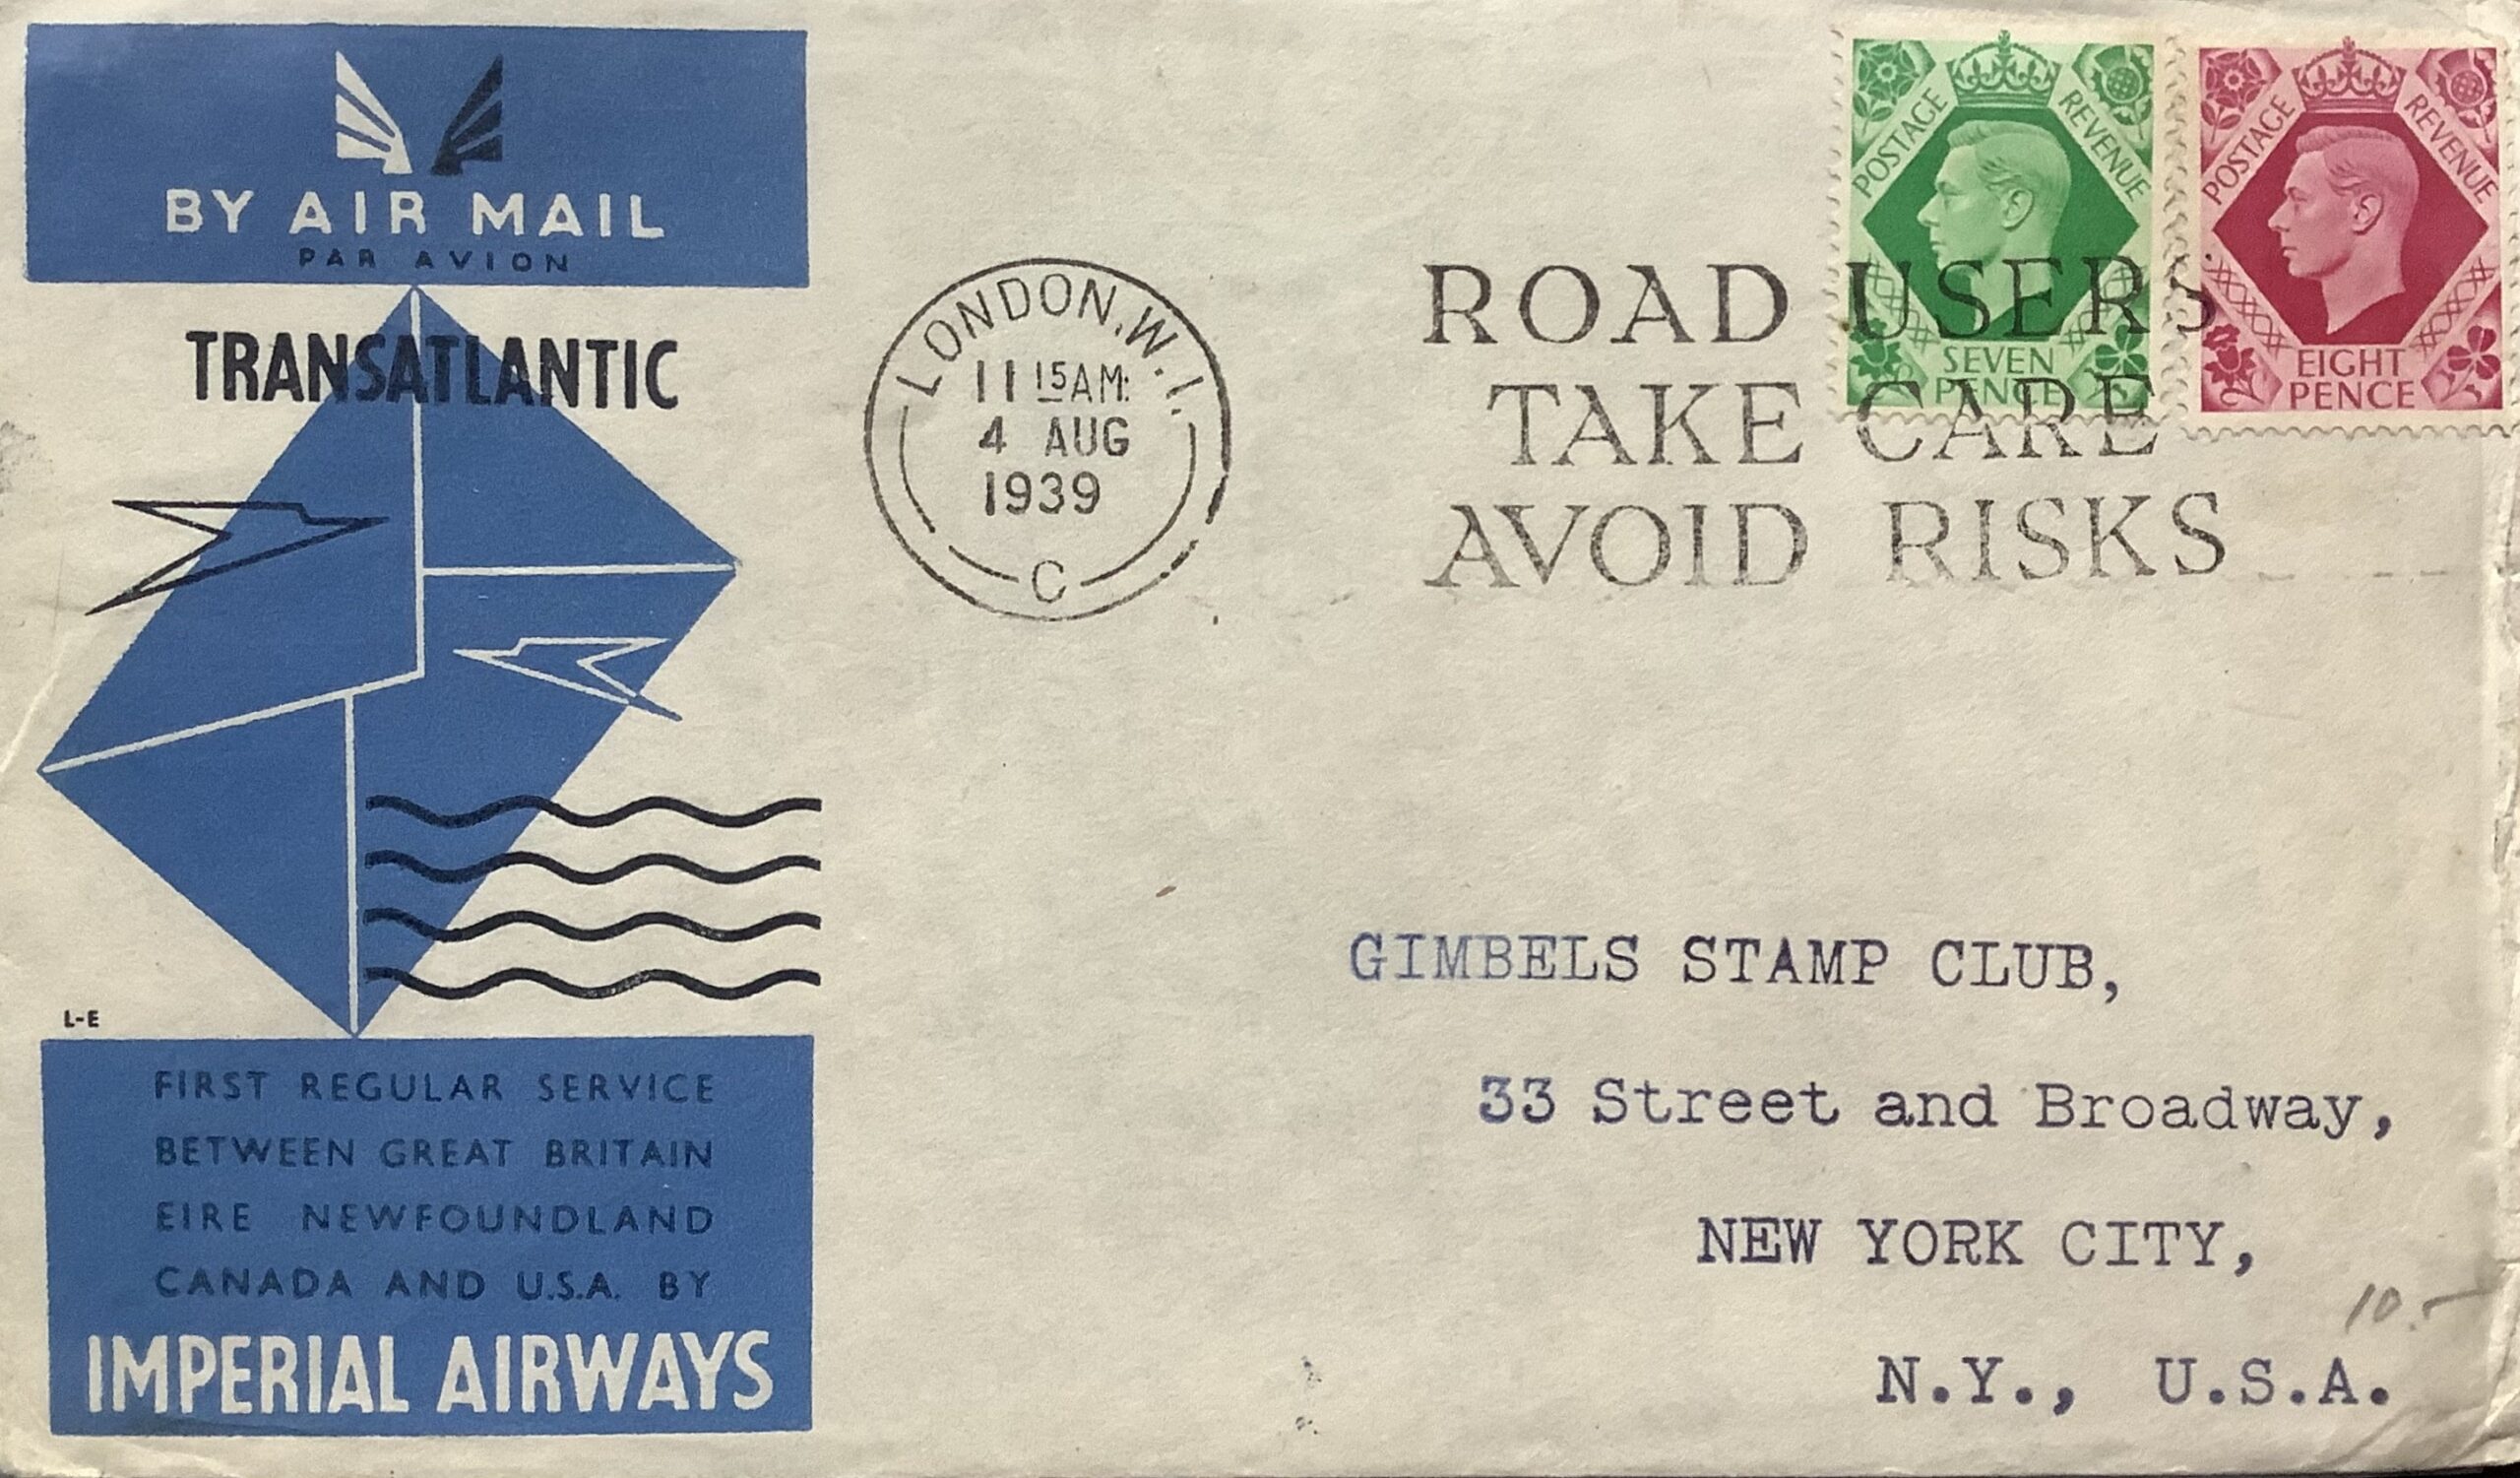 BY AIR MAIL
PAR AVION
TRANSATLANTIC
L-E
FIRST REGULAR SERVICE
BETWEEN GREAT BRITAIN
EIRE NEWFOUNDLAND
CANADA AND U.S.A. BY
IMPERIAL AIRWAYS
LONDON, W.1.
11 15AM
4 AUG
1939
C
ROAD USERS
TAKE CARE
AVOID RISKS
POSTAGE REVENUE
SEVEN
PENCE
POSTAGE REVENUE
EIGHT
PENCE
GIMBELS STAMP CLUB,
33 Street and Broadway,
NEW YORK CITY,
N.Y., U.S.A.
10.-